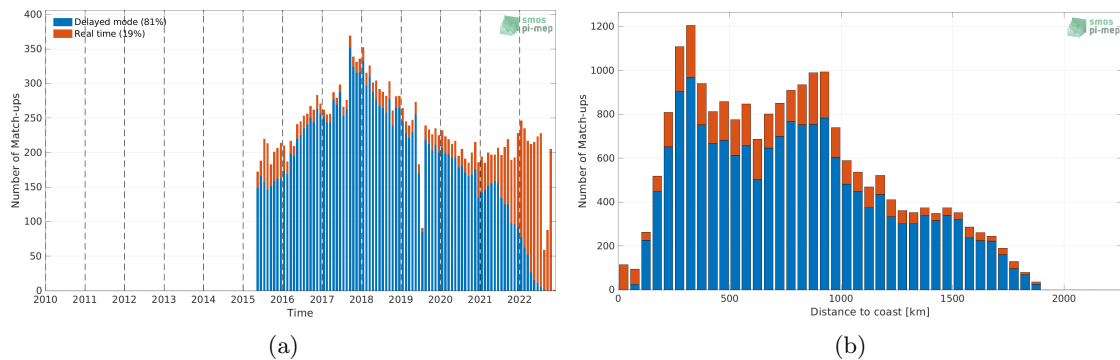 Delayed mode (81%)
Real time (19%)
smos
pi-mep
Number of Match-ups
400
350
300
250
200
150
100
50
0
2010 2011 2012 2013 2014 2015 2016 2017 2018 2019 2020 2021 2022
Time
(a)
smos
pi-mep
Number of Match-ups
1200
1000
800
600
400
200
0
0 500 1000 1500 2000
Distance to coast [km]
(b)